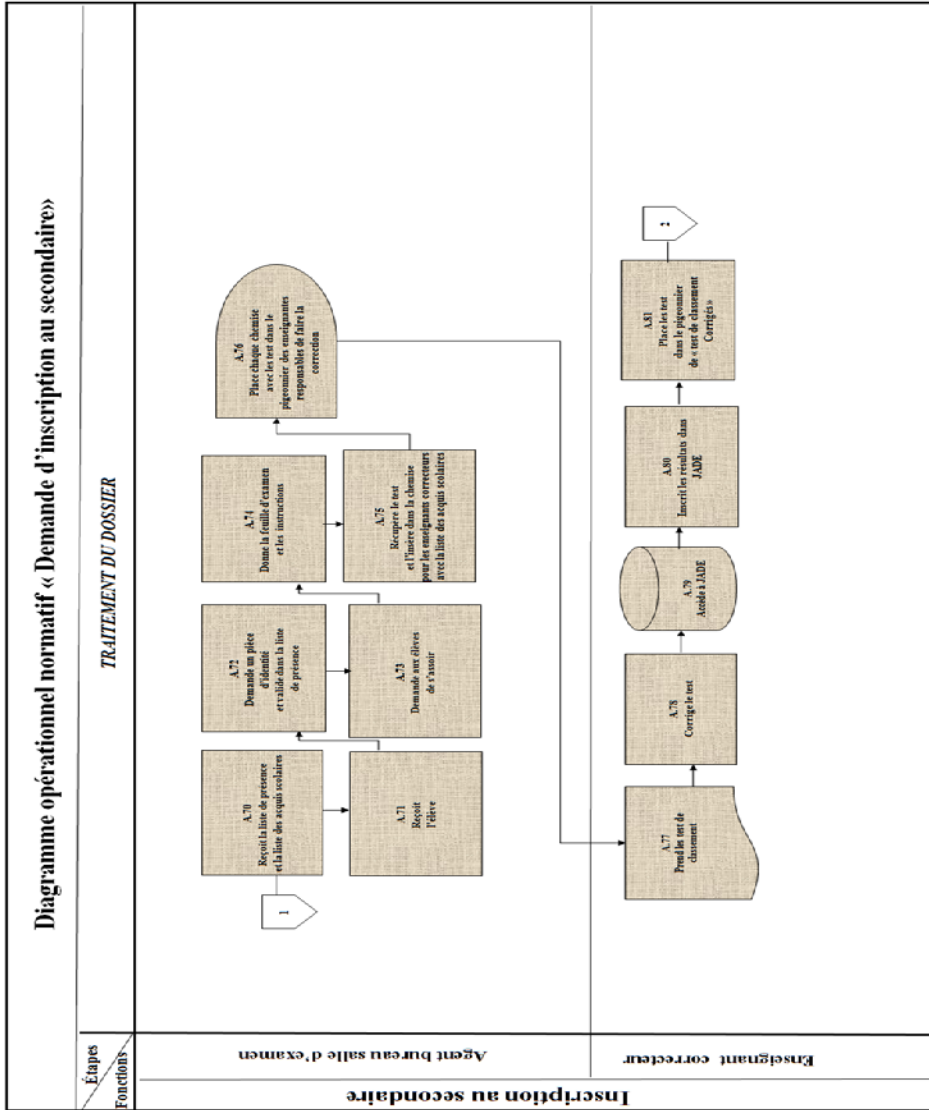 Diagramme opérationnel normatif « Demande d'inscription au secondaire»
Étapes
Fonctions
TRAITEMENT DU DOSSIER
Inscription au secondaire
Agent bureau salle d'examen
1
A.70
Reçoit la liste de présence
et la liste des acquis scolaires
A.71
Reçoit
l'élève
A.72
Demande un pièce
d'identité
et valide dans la liste
de présence
A.73
Demande aux élèves
de s'assoir
A.74
Donne la feuille d'examen
et les instructions
A.75
Récupère le test
et l'insère dans la chemise
pour les enseignants correcteurs
avec la liste des acquis scolaires
A.76
Place chaque chemise
avec les test dans le
pigeonnier des enseignantes
responsables de faire la
correction
Enseignant correcteur
A.77
Prend les test de
classement
A.78
Corrige le test
A.79
Accède à JADE
A.80
Inscrit les résultats dans
JADE
A.81
Place les test
dans le pigeonnier
de « test de classement
Corrigés »
2